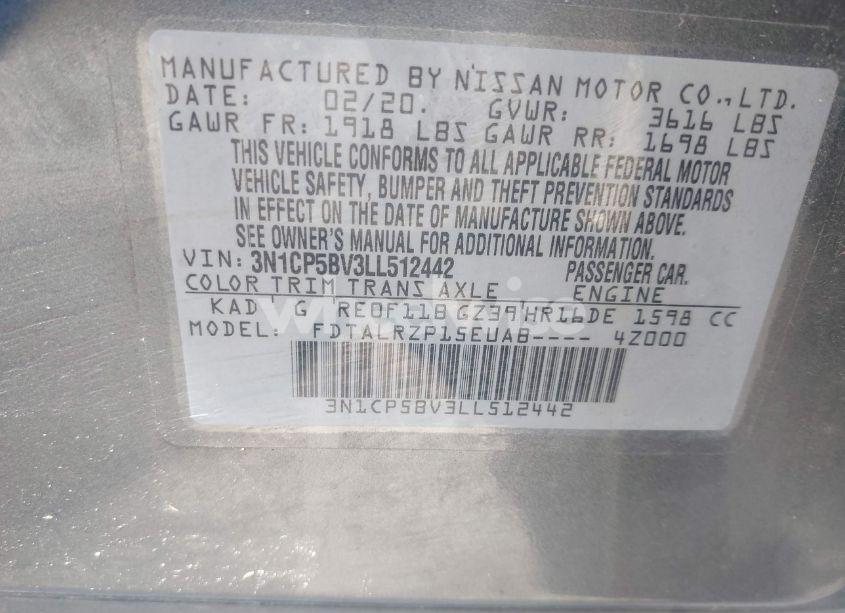 MANUFACTURED BY NISSAN MOTOR CO., LTD.
DATE: 02/20. GVWR: 3616 LBS
GAWR FR: 1918 LBS GAWR RR: 1698 LBS
THIS VEHICLE CONFORMS TO ALL APPLICABLE FEDERAL MOTOR
VEHICLE SAFETY, BUMPER AND THEFT PREVENTION STANDARDS
IN EFFECT ON THE DATE OF MANUFACTURE SHOWN ABOVE.
SEE OWNER'S MANUAL FOR ADDITIONAL INFORMATION.
VIN: 3N1CP5BV3LL512442 PASSENGER CAR.
COLOR TRIM TRANS AXLE ENGINE
KAD G RE0F11B GZ39 HR16DE 1598 CC
MODEL: FDTALRZP15EUAB---- 4Z000
3N1CP5BV3LL512442